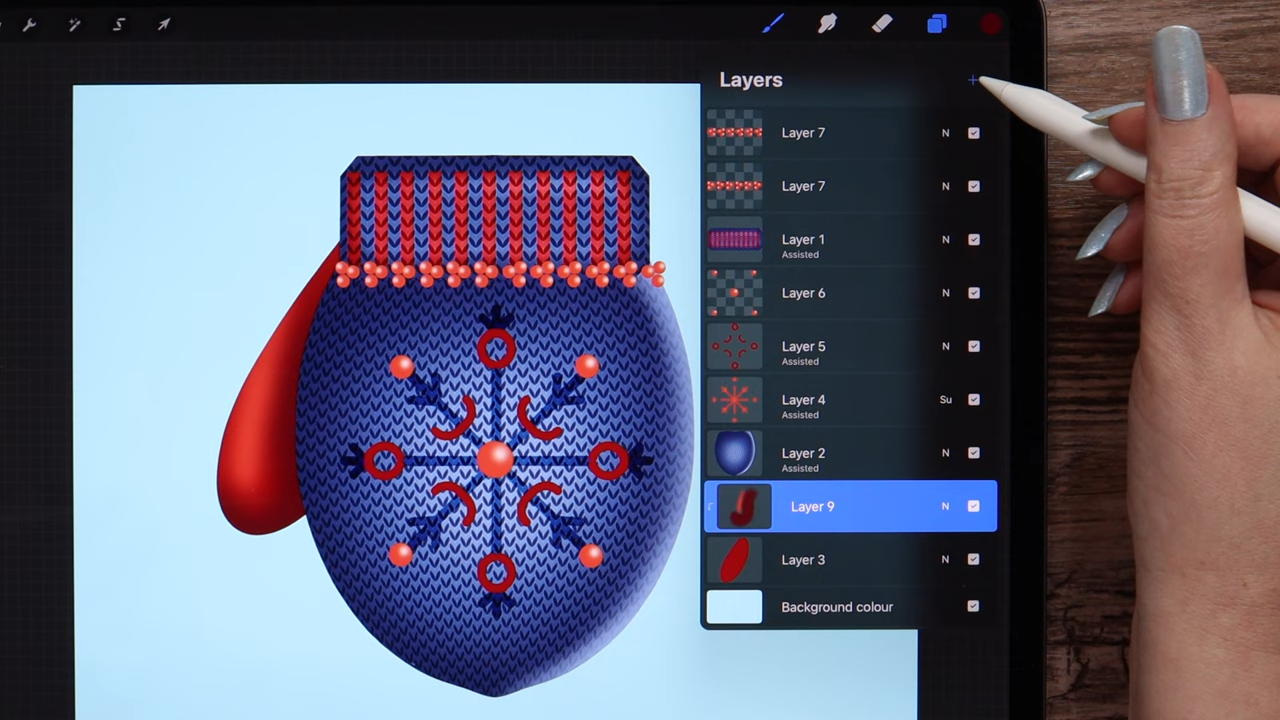 Layers
Layer 7 N
Layer 7 N
Layer 1 N
Assisted
Layer 6 N
Layer 5 N
Assisted
Layer 4 Su
Assisted
Layer 2 N
Assisted
Layer 9 N
Layer 3 N
Background colour